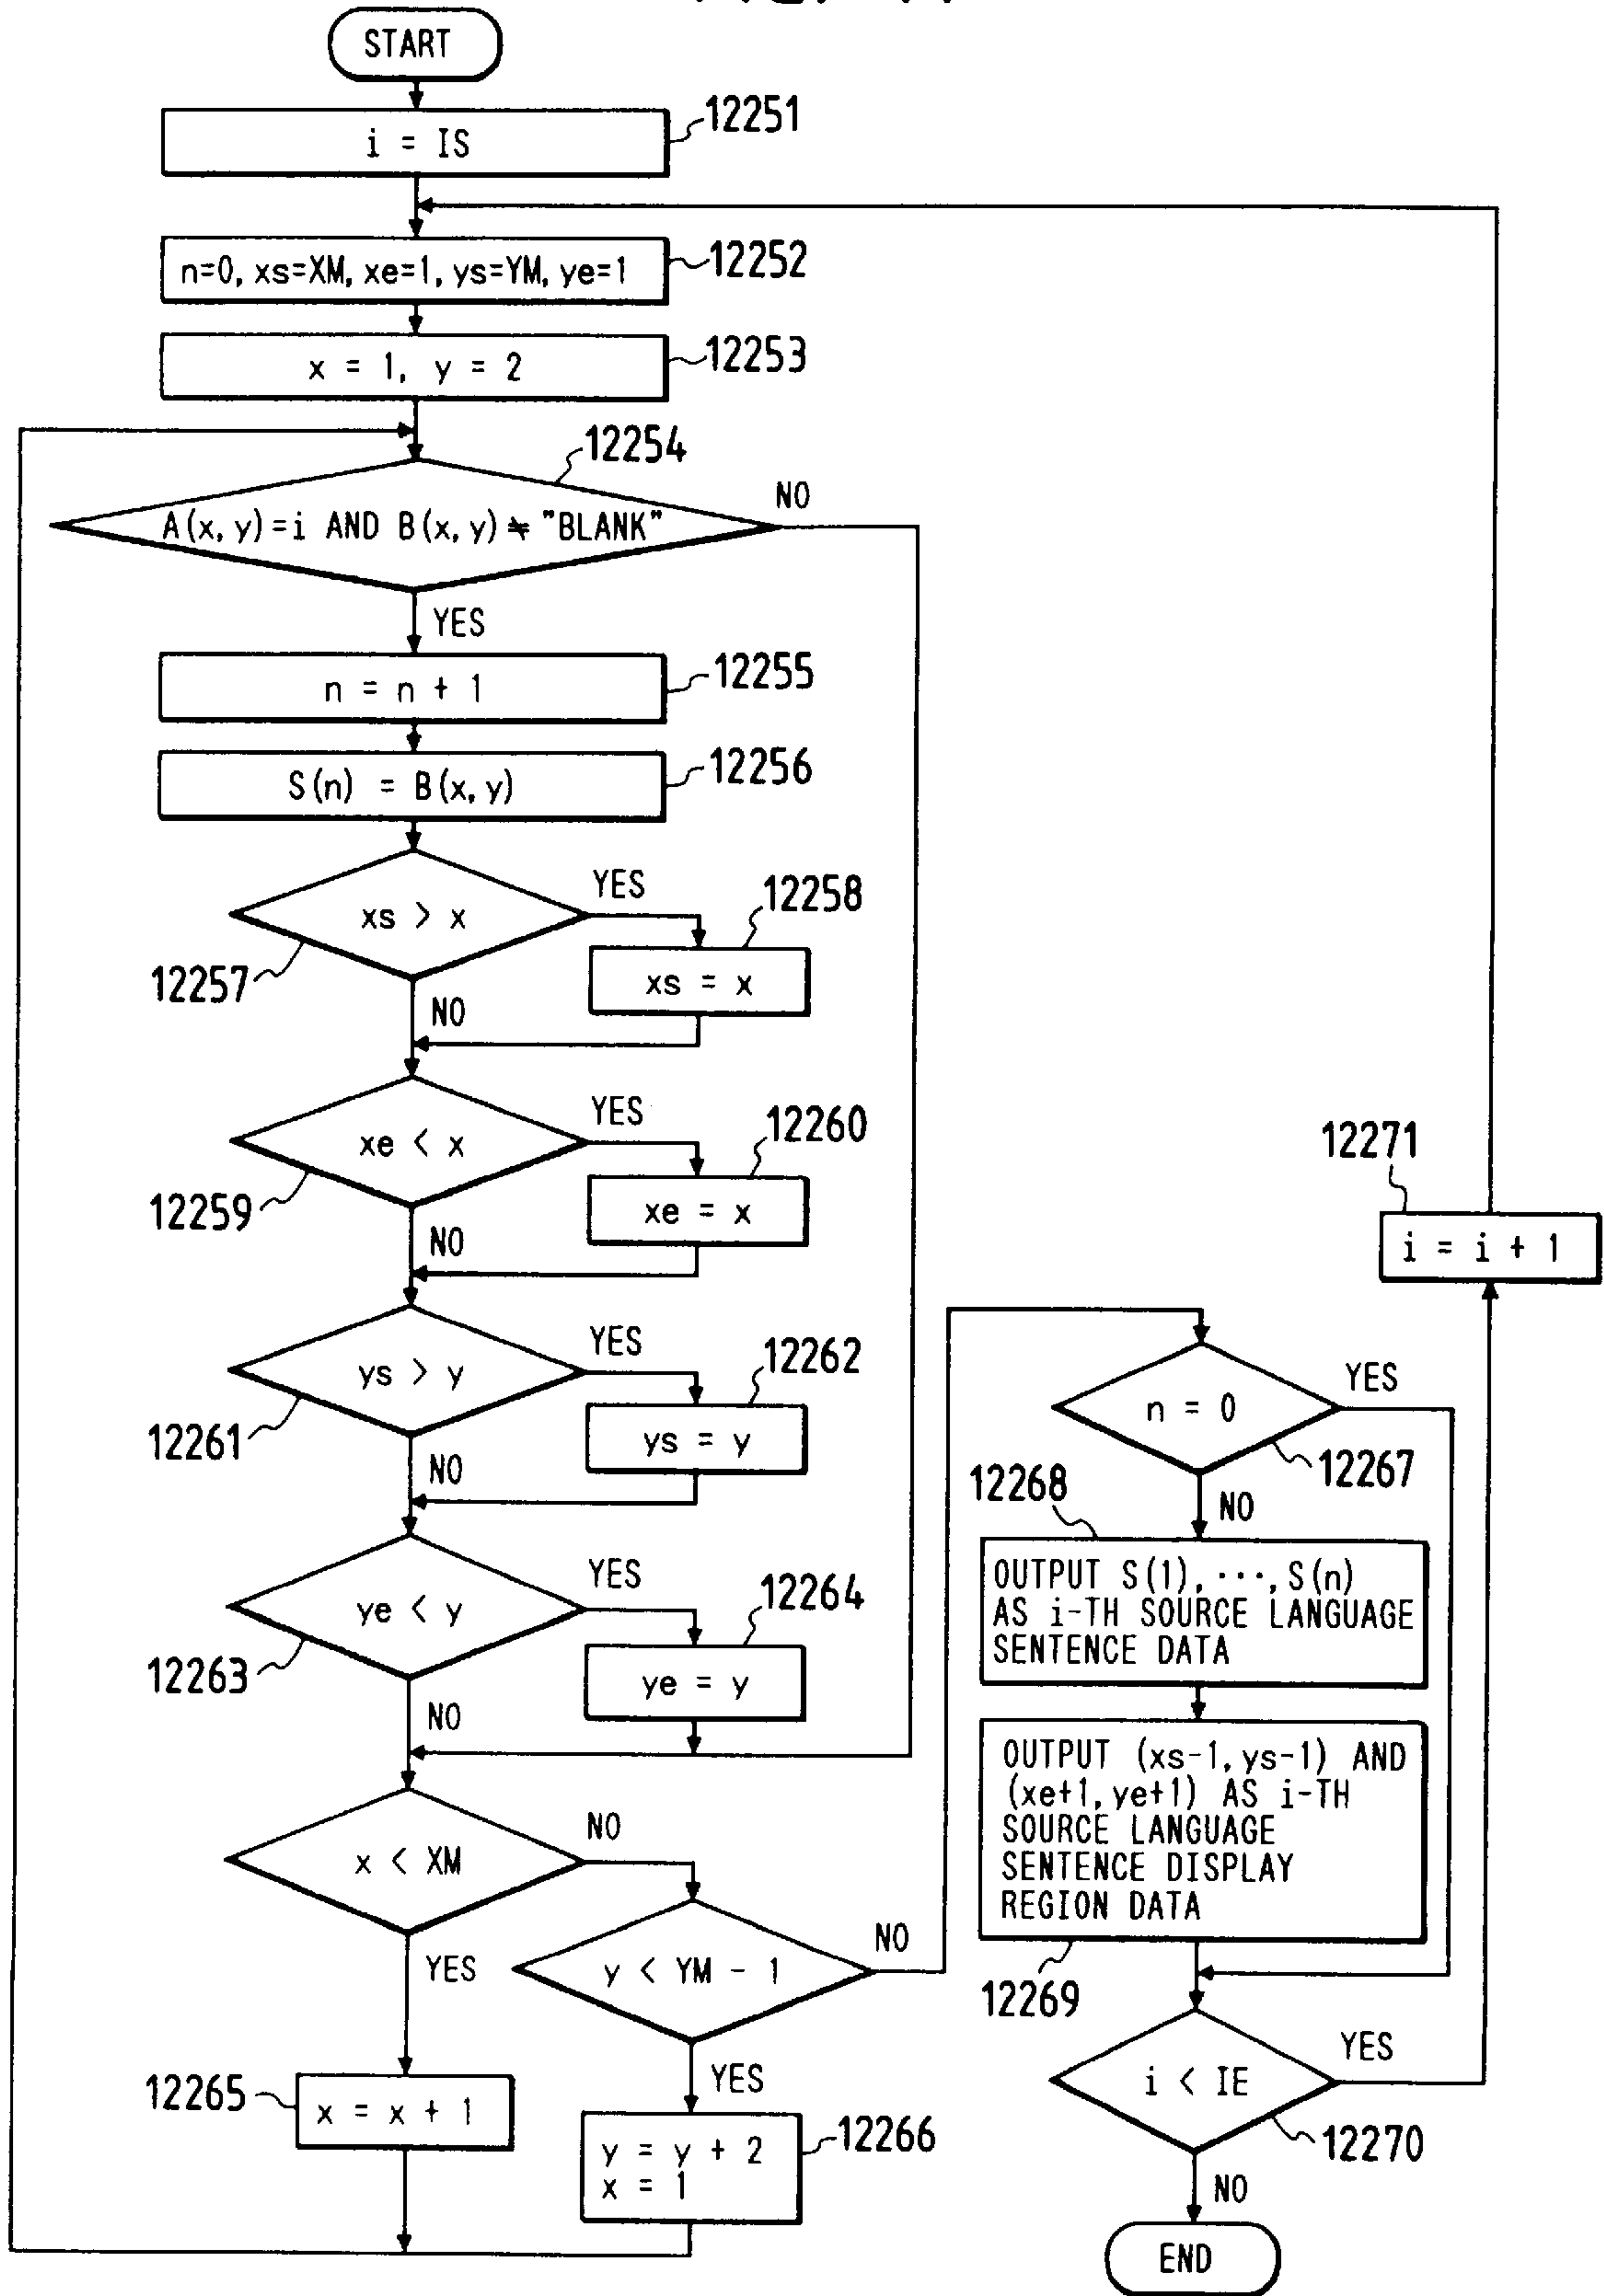 START
12251
i = IS
12252
n=0, xs=XM, xe=1, ys=YM, ye=1
12253
x = 1, y = 2
12254
NO
A(x, y)=i AND B(x, y)≠"BLANK"
YES
12255
n = n + 1
12256
S(n) = B(x, y)
YES
12258
xs > x
12257
xs = x
NO
YES
12260
xe < x
12259
xe = x
NO
12271
i = i + 1
YES
12262
ys > y
12261
ys = y
NO
YES
n = 0
12267
12268
NO
YES
12264
ye < y
12263
ye = y
NO
OUTPUT S(1), ···, S(n)
AS i-TH SOURCE LANGUAGE
SENTENCE DATA
OUTPUT (xs-1, ys-1) AND
(xe+1, ye+1) AS i-TH
SOURCE LANGUAGE
SENTENCE DISPLAY
REGION DATA
12269
NO
x < XM
YES
NO
y < YM - 1
YES
12265
x = x + 1
12266
y = y + 2
x = 1
YES
i < IE
12270
NO
END